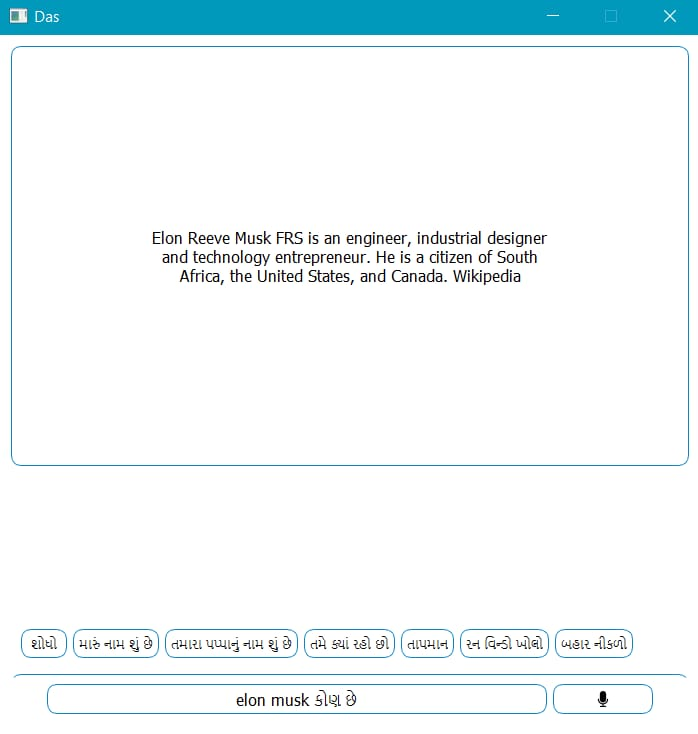 Das
Elon Reeve Musk FRS is an engineer, industrial designer
and technology entrepreneur. He is a citizen of South
Africa, the United States, and Canada. Wikipedia
શોધો મારું નામ શું છે તમારા પપ્પાનું નામ શું છે તમે ક્યાં રહો છો તાપમાન રન વિન્ડો ખોલો બહાર નીકળો
elon musk કોણ છે